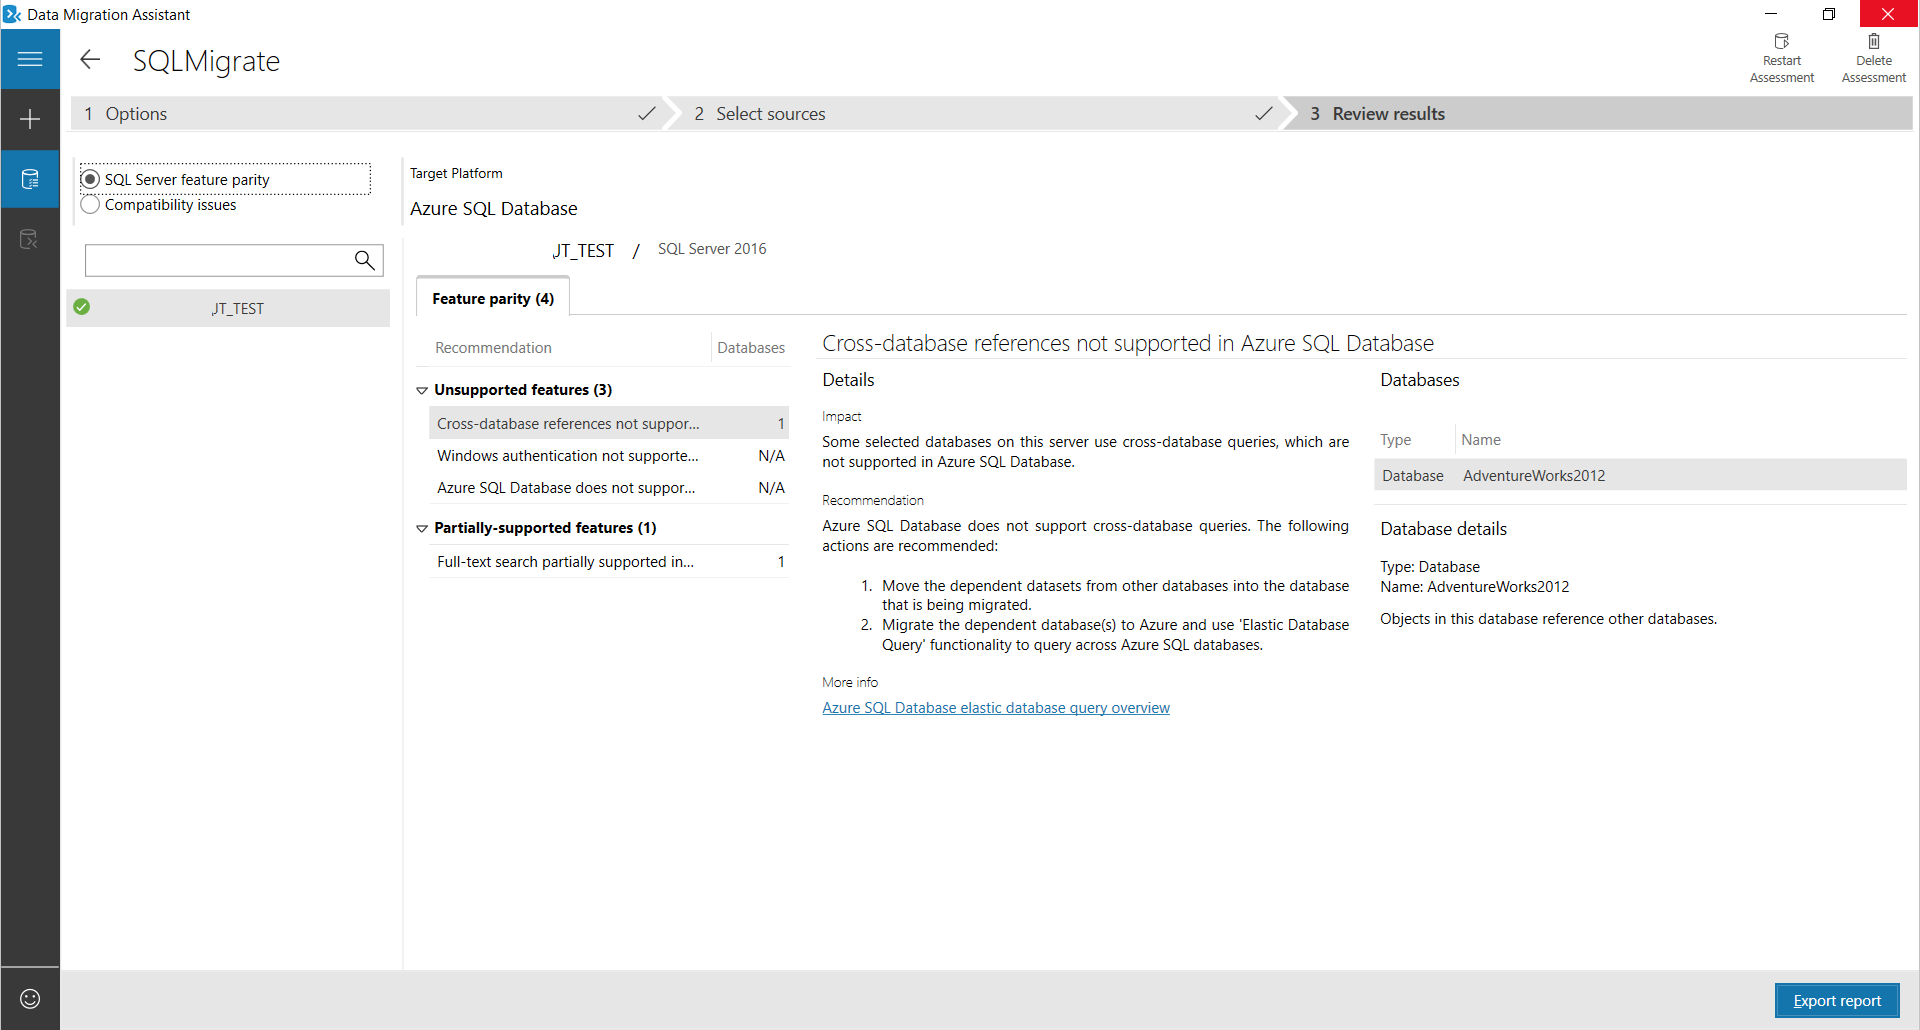 Data Migration Assistant
SQLMigrate
Restart
Assessment
Delete
Assessment
1 Options
2 Select sources
3 Review results
SQL Server feature parity
Compatibility issues
Target Platform
Azure SQL Database
JT_TEST
JT_TEST / SQL Server 2016
Feature parity (4)
Recommendation Databases
Unsupported features (3)
Cross-database references not suppor... 1
Windows authentication not supporte... N/A
Azure SQL Database does not suppor... N/A
Partially-supported features (1)
Full-text search partially supported in... 1
Cross-database references not supported in Azure SQL Database
Details
Impact
Some selected databases on this server use cross-database queries, which are
not supported in Azure SQL Database.
Recommendation
Azure SQL Database does not support cross-database queries. The following
actions are recommended:
1. Move the dependent datasets from other databases into the database
that is being migrated.
2. Migrate the dependent database(s) to Azure and use 'Elastic Database
Query' functionality to query across Azure SQL databases.
More info
Azure SQL Database elastic database query overview
Databases
Type Name
Database AdventureWorks2012
Database details
Type: Database
Name: AdventureWorks2012
Objects in this database reference other databases.
Export report